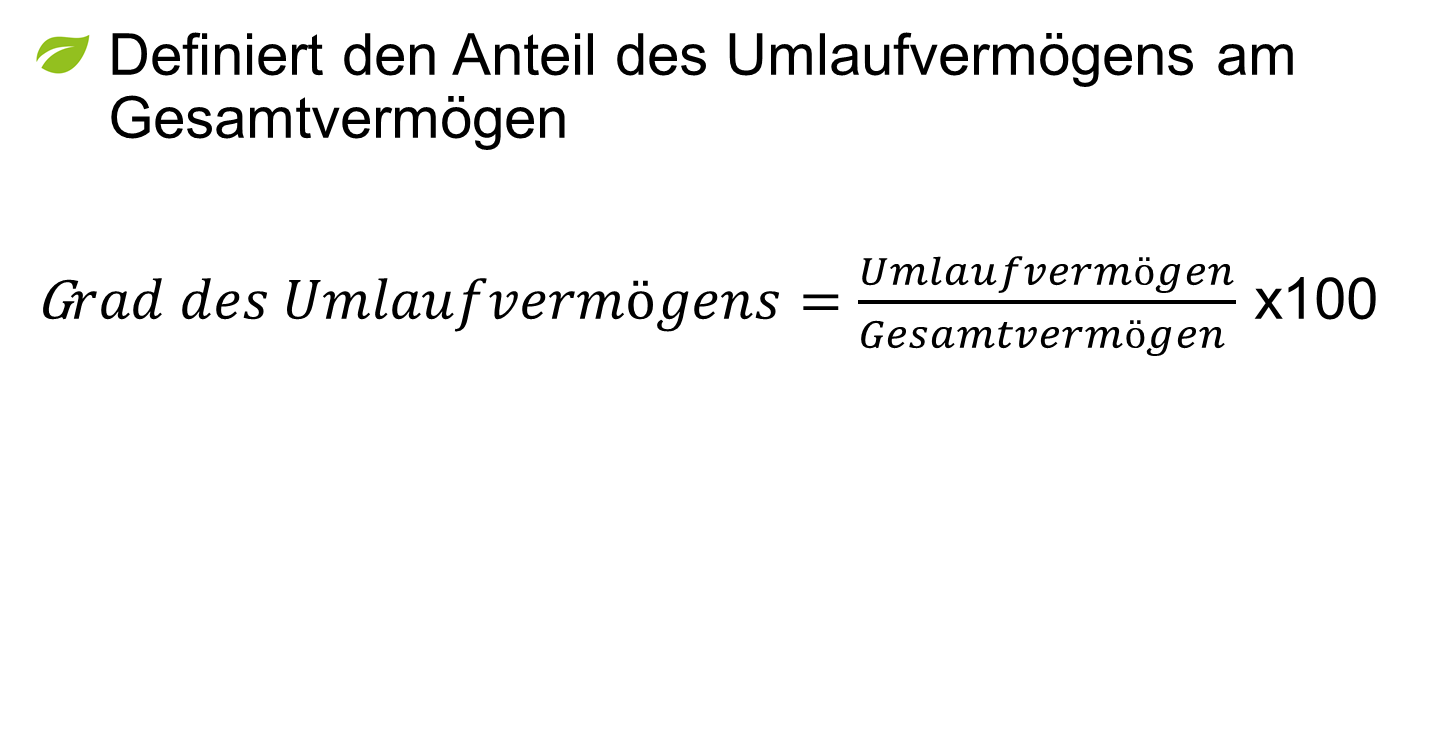 Definiert den Anteil des Umlaufvermögens am
Gesamtvermögen
Grad des Umlaufvermögens = Umlaufvermögen / Gesamtvermögen x100